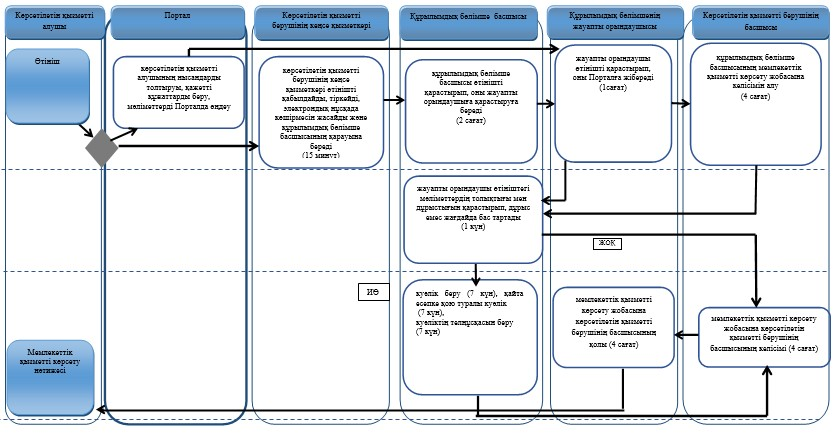 Көрсетілетін қызметті
алушы
Портал
Көрсетілетін қызметті
берушінің кеңсе қызметкері
Құрылымдық бөлімше басшысы
Құрылымдық бөлімшенің
жауапты орындаушысы
Көрсетілетін қызметті берушінің
басшысы
Өтініш
көрсетілетін қызметті
алушының нысандарды
толтыруы, қажетті
құжаттарды беру,
мәліметтерді Порталда өңдеу
көрсетілетін қызметті
берушінің кеңсе
қызметкері өтінішті
қабылдайды, тіркейді,
электрондық нұсқада
көшірмесін жасайды және
құрылымдық бөлімше
басшысының қарауына
береді
(15 минут)
құрылымдық бөлімше
басшысы өтінішті
қарастырып, оны жауапты
орындаушыға қарастыруға
береді
(2 сағат)
жауапты орындаушы
өтінішті қарастырып,
оны Порталға жібереді
(1сағат)
құрылымдық бөлімше
басшысының мемлекеттік
қызметті көрсету жобасына
келісімін алу
(4 сағат)
жауапты орындаушы өтініштегі
мәліметтердің толықтығы мен
дұрыстығын қарастырып, дұрыс
емес жағдайда бас тартады
(1 күн)
ЖОҚ
ИӘ
куәлік беру (7 күн), қайта
есепке қою туралы куәлік
(7 күн),
куәліктің телнұсқасын беру
(7 күн)
мемлекеттік қызметті
көрсету жобасына
көрсетілетін қызметті
берушінің басшысының
қолы (4 сағат)
мемлекеттік қызметті көрсету
жобасына көрсетілетін
қызметті берушінің
басшысының келісімі (4 сағат)
Мемлекеттік
қызметті көрсету
нәтижесі